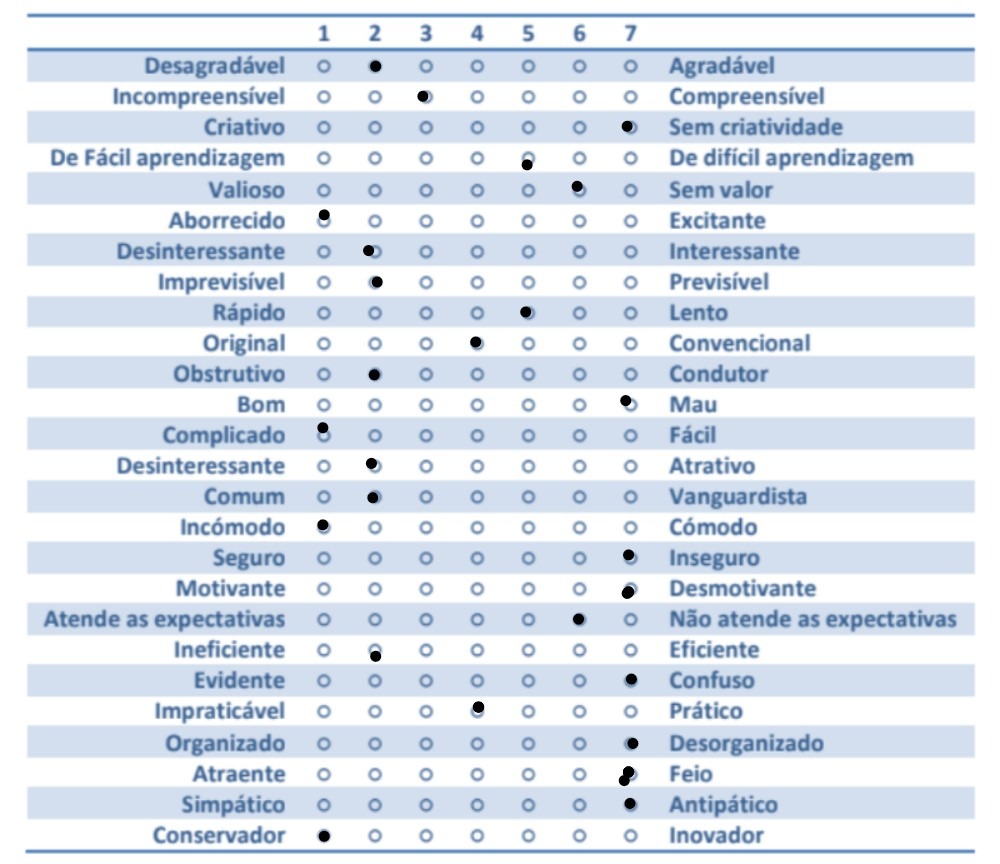 1 2 3 4 5 6 7
Desagradável Agradável
Incompreensível Compreensível
Criativo Sem criatividade
De Fácil aprendizagem De difícil aprendizagem
Valioso Sem valor
Aborrecido Excitante
Desinteressante Interessante
Imprevisível Previsível
Rápido Lento
Original Convencional
Obstrutivo Condutor
Bom Mau
Complicado Fácil
Desinteressante Atrativo
Comum Vanguardista
Incómodo Cómodo
Seguro Inseguro
Motivante Desmotivante
Atende as expectativas Não atende as expectativas
Ineficiente Eficiente
Evidente Confuso
Impraticável Prático
Organizado Desorganizado
Atraente Feio
Simpático Antipático
Conservador Inovador